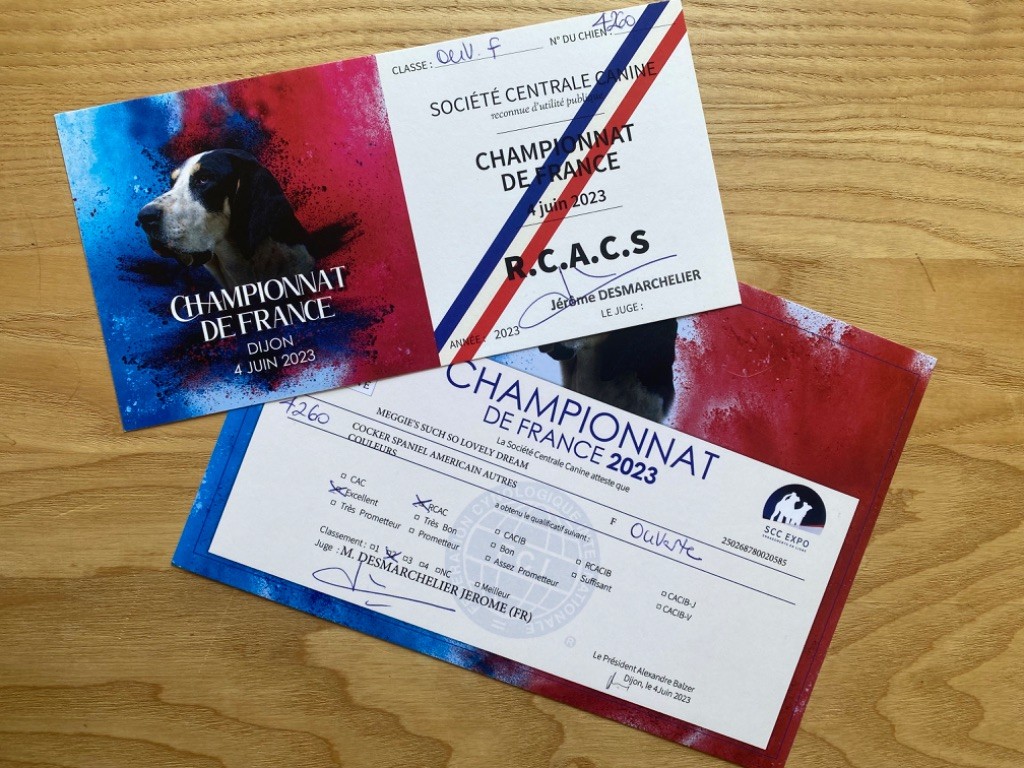 CLASSE : ouv. f N° DU CHIEN : 4260
SOCIÉTÉ CENTRALE CANINE
reconnue d'utilité publique
CHAMPIONNAT
DE FRANCE
4 juin 2023
R.C.A.C.S
Jérôme DESMARCHELIER
LE JUGE :
ANNÉE : 2023
CHAMPIONNAT
DE FRANCE
DIJON
4 JUIN 2023
CHAMPIONNAT
DE FRANCE 2023
La Société Centrale Canine atteste que
4260
MEGGIE'S SUCH SO LOVELY DREAM
COCKER SPANIEL AMERICAIN AUTRES
COULEURS
F Ouverte
250268780020585
SCC EXPO
a obtenu le qualificatif suivant :
□ CAC □ RCAC □ CACIB □ RCACIB □ CACIB-J
□ Excellent □ Très Bon □ Bon □ Suffisant □ CACIB-V
□ Très Prometteur □ Prometteur □ Assez Prometteur
Classement : □1 □2 □3 □4 □NC □ Meilleur
Juge : M. DESMARCHELIER JEROME (FR)
Le Président Alexandre Balzer
Dijon, le 4 Juin 2023